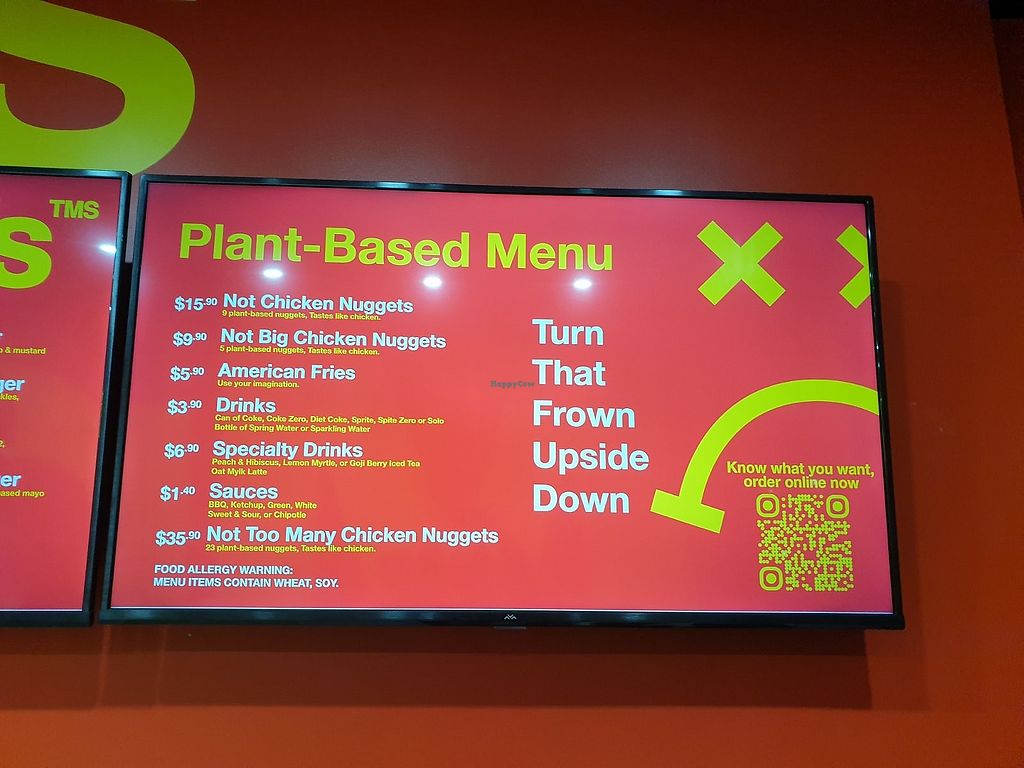 S
TMS
S
p & mustard
ger
kles,
er
ased mayo
Plant-Based Menu
$15.90 Not Chicken Nuggets
9 plant-based nuggets, Tastes like chicken.
$9.90 Not Big Chicken Nuggets
5 plant-based nuggets, Tastes like chicken.
$5.90 American Fries
Use your imagination.
$3.90 Drinks
Can of Coke, Coke Zero, Diet Coke, Sprite, Spite Zero or Solo
Bottle of Spring Water or Sparkling Water
$6.90 Specialty Drinks
Peach & Hibiscus, Lemon Myrtle, or Goji Berry Iced Tea
Oat Mylk Latte
$1.40 Sauces
BBQ, Ketchup, Green, White
Sweet & Sour, or Chipotle
$35.90 Not Too Many Chicken Nuggets
23 plant-based nuggets, Tastes like chicken.
FOOD ALLERGY WARNING:
MENU ITEMS CONTAIN WHEAT, SOY.
Turn
That
Frown
Upside
Down
HappyCow
Know what you want,
order online now